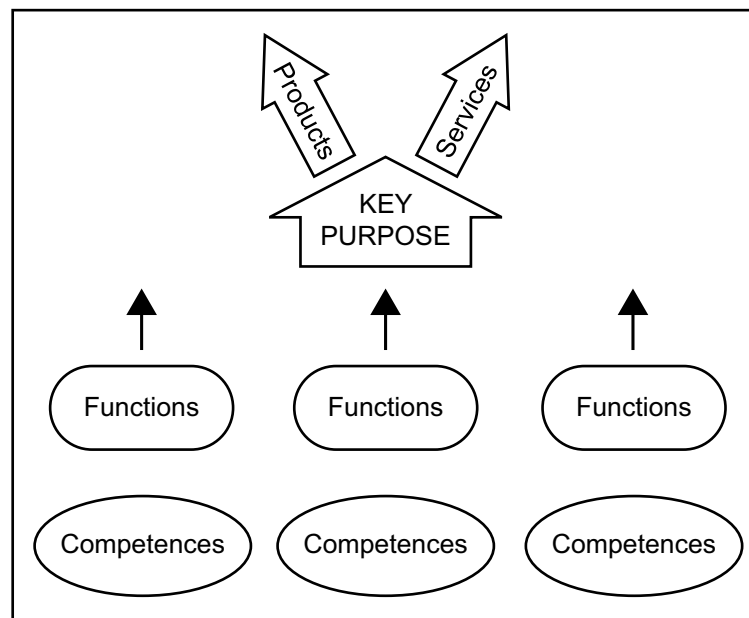 Products
Services
KEY
PURPOSE
Functions
Functions
Functions
Competences
Competences
Competences